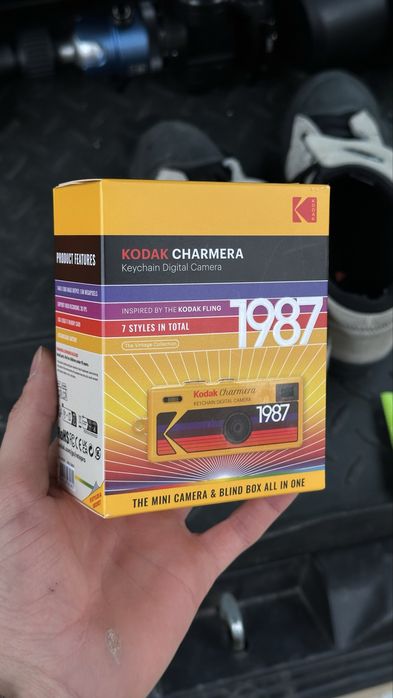 KODAK
KODAK CHARMERA
Keychain Digital Camera
INSPIRED BY THE KODAK FLING
7 STYLES IN TOTAL
1987
The Vintage Collection
Kodak Charmera
KEYCHAIN DIGITAL CAMERA
1987
THE MINI CAMERA & BLIND BOX ALL IN ONE
PRODUCT FEATURES